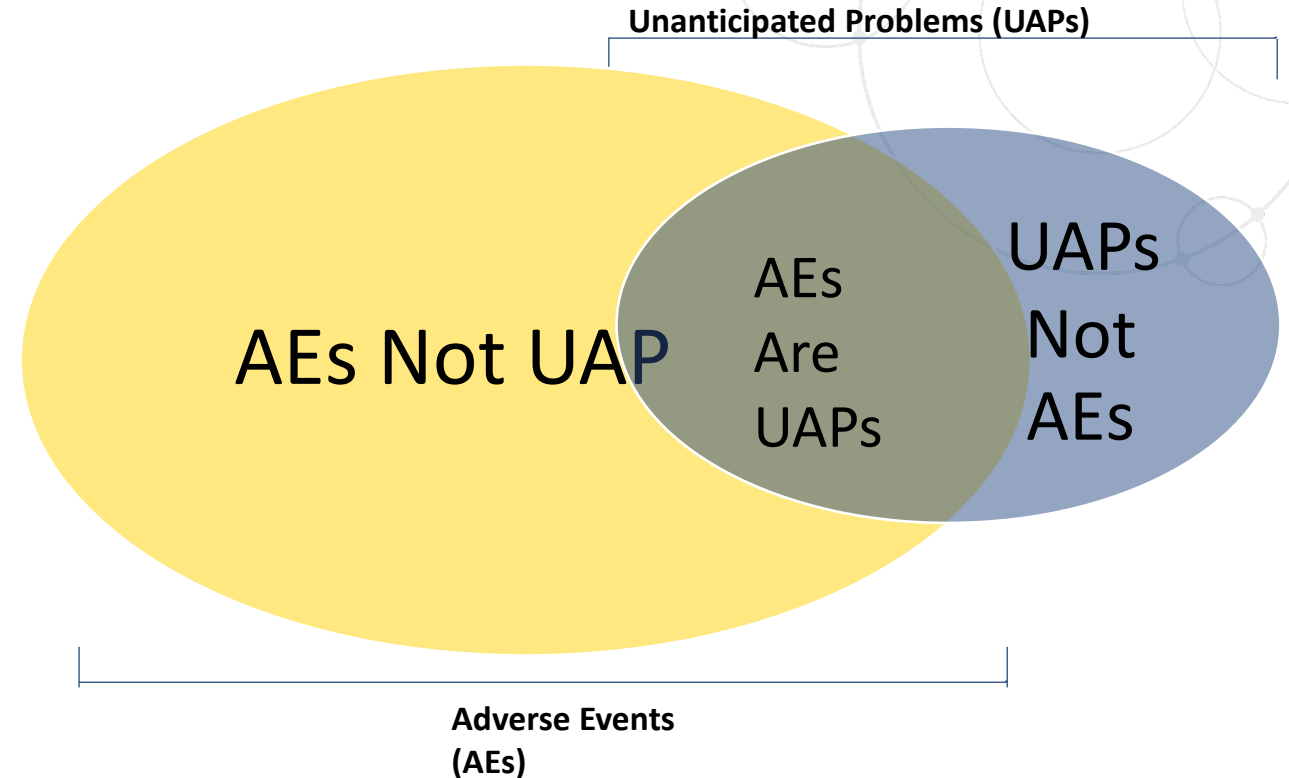 Unanticipated Problems (UAPs)
AEs Not UAP
AEs
Are
UAPs
UAPs
Not
AEs
Adverse Events
(AEs)